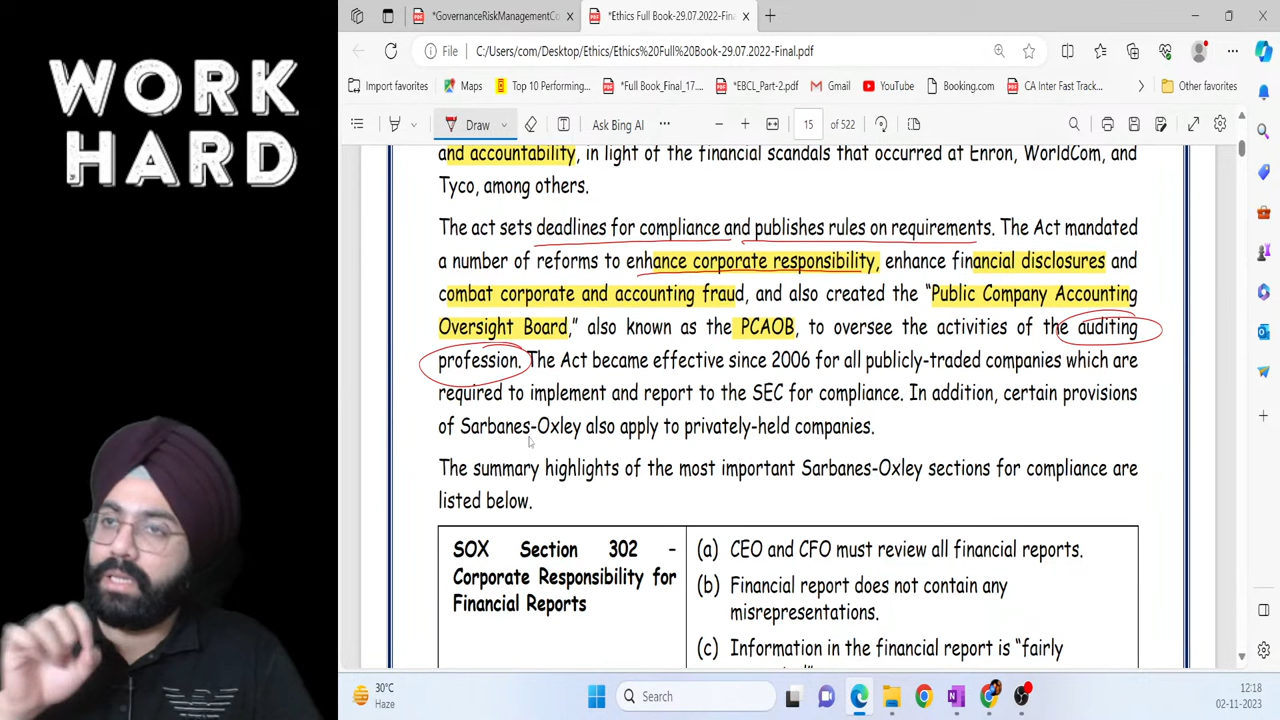 WORK
HARD
*GovernanceRiskManagementCo
*Ethics Full Book-29.07.2022-Final.
File
C:/Users/com/Desktop/Ethics/Ethics%20Full%20Book-29.07.2022-Final.pdf
Import favorites
Maps
Top 10 Performing...
*Full Book_Final_17...
*EBCL_Part-2.pdf
Gmail
YouTube
Booking.com
CA Inter Fast Track...
Other favorites
Draw
Ask Bing AI
15
of 522
and accountability, in light of the financial scandals that occurred at Enron, WorldCom, and
Tyco, among others.
The act sets deadlines for compliance and publishes rules on requirements. The Act mandated
a number of reforms to enhance corporate responsibility, enhance financial disclosures and
combat corporate and accounting fraud, and also created the “Public Company Accounting
Oversight Board,” also known as the PCAOB, to oversee the activities of the auditing
profession. The Act became effective since 2006 for all publicly-traded companies which are
required to implement and report to the SEC for compliance. In addition, certain provisions
of Sarbanes-Oxley also apply to privately-held companies.
The summary highlights of the most important Sarbanes-Oxley sections for compliance are
listed below.
SOX Section 302 –
Corporate Responsibility for
Financial Reports
(a) CEO and CFO must review all financial reports.
(b) Financial report does not contain any
misrepresentations.
(c) Information in the financial report is “fairly
30°C
Haze
Search
12:18
02-11-2023